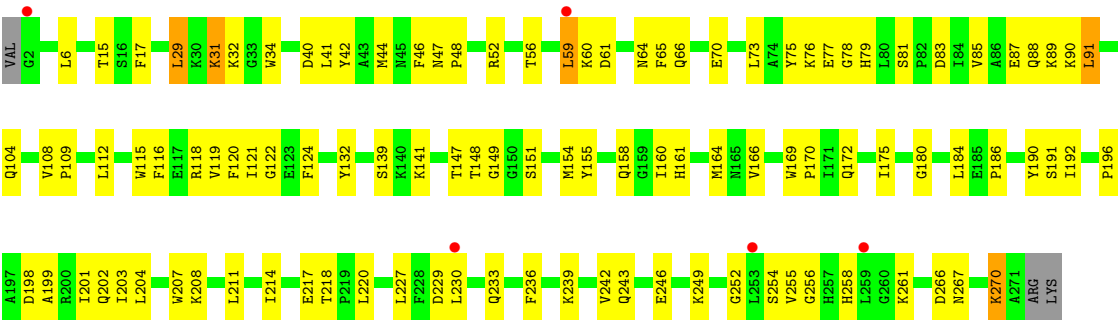 VAL G2 L6 T15 S16 F17 L29 K30 K31 K32 G33 W34 D40 L41 Y42 A43 M44 N45 F46 N47 P48 R52 T56 L59 K60 D61 N64 F65 Q66 E70 L73 A74 Y75 K76 E77 G78 H79 L80 S81 P82 D83 I84 V85 A86 E87 Q88 K89 K90 L91
Q104 V108 P109 L112 W115 F116 E117 R118 V119 F120 I121 G122 E123 F124 Y132 S139 K140 K141 T147 T148 G149 G150 S151 M154 Y155 Q158 G159 I160 H161 M164 N165 V166 W169 P170 I171 Q172 I175 G180 L184 E185 P186 Y190 S191 I192 P196
A197 D198 A199 R200 I201 Q202 I203 L204 W207 K208 L211 I214 E217 T218 P219 L220 L227 F228 D229 L230 Q233 F236 K239 V242 Q243 E246 K249 G252 L253 S254 V255 G256 H257 H258 L259 G260 K261 D266 N267 K270 A271 ARG LYS